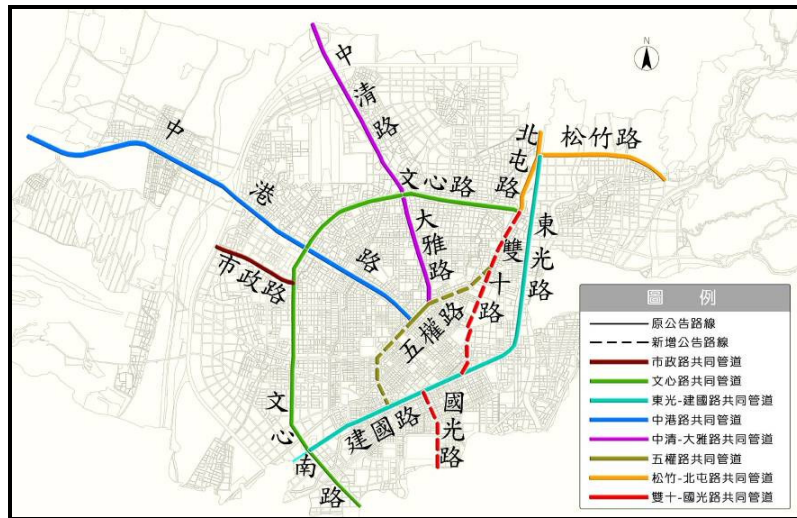 N
中清路
中港路
文心路
北屯路
松竹路
大雅路
雙十路
東光路
市政路
五權路
文心南路
建國路
國光路
圖 例
原公告路線
新增公告路線
市政路共同管道
文心路共同管道
東光-建國路共同管道
中港路共同管道
中清-大雅路共同管道
五權路共同管道
松竹-北屯路共同管道
雙十-國光路共同管道